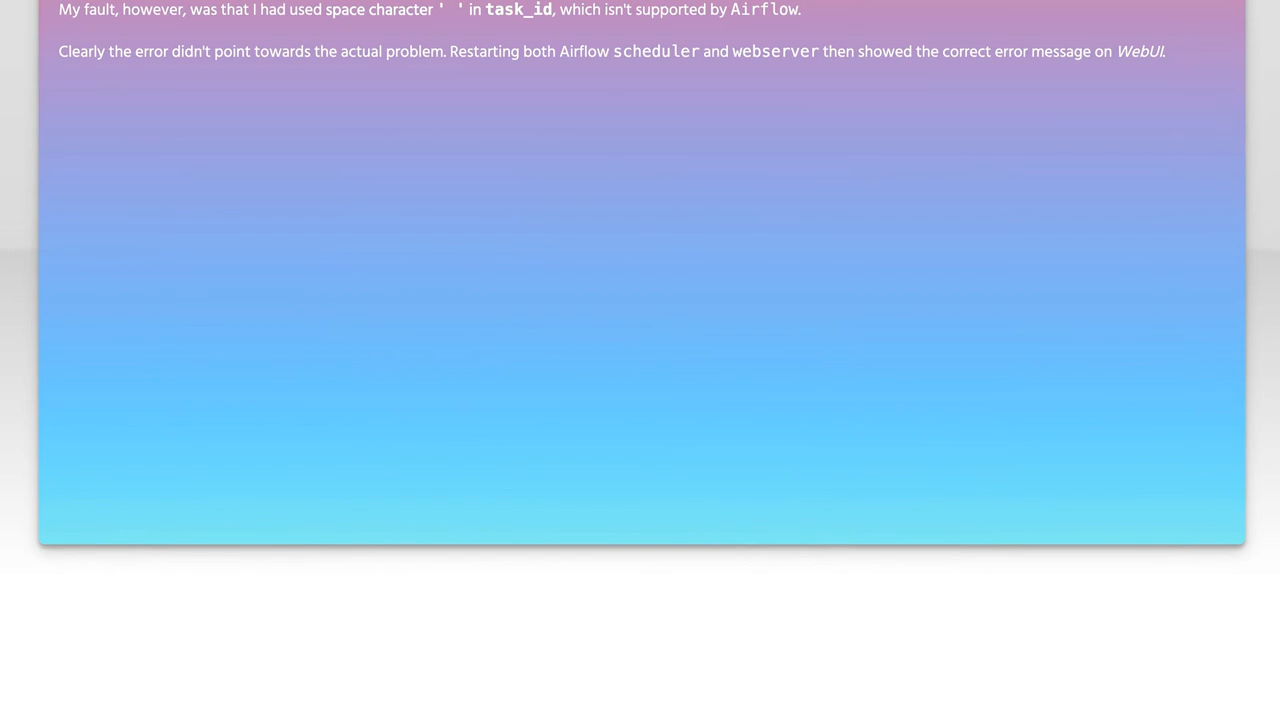 My fault, however, was that I had used space character ' ' in task_id, which isn't supported by Airflow.
Clearly the error didn't point towards the actual problem. Restarting both Airflow scheduler and webserver then showed the correct error message on WebUI.